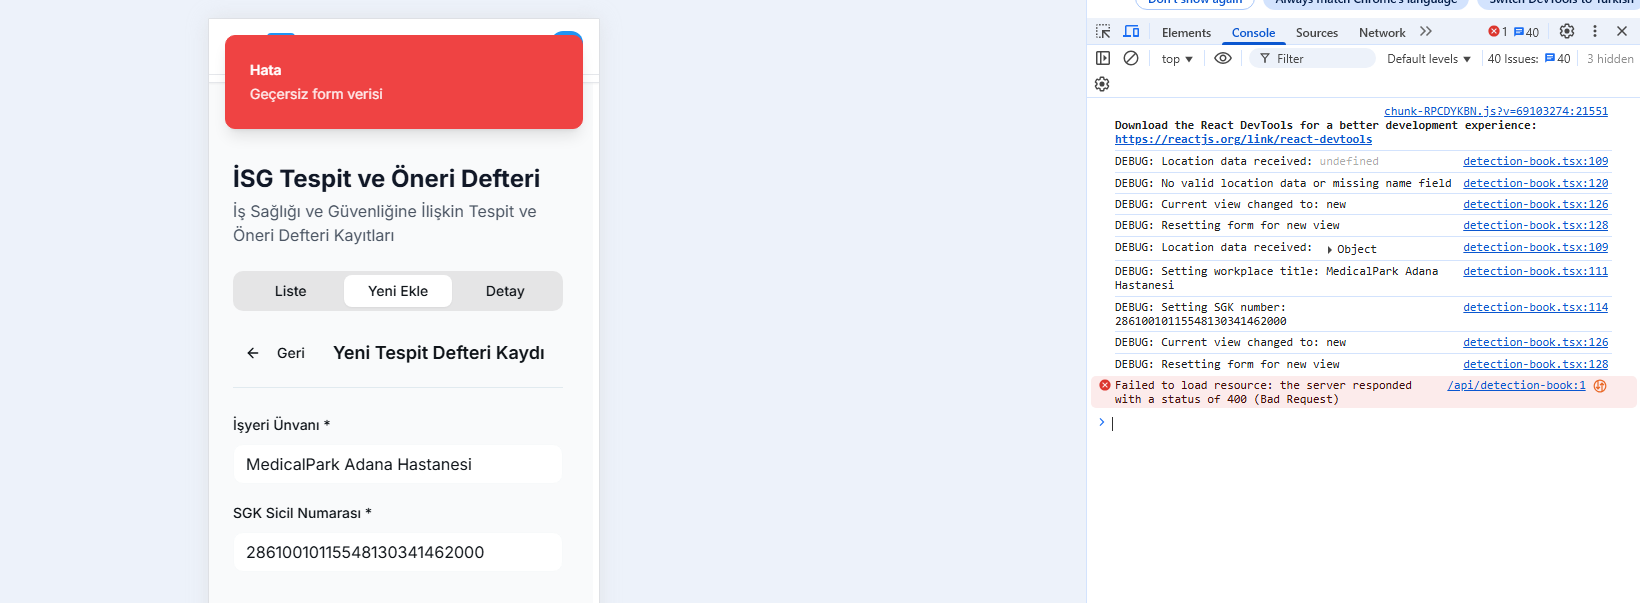 Don't show again
Always match Chrome's language
Switch DevTools to Turkish
Hata
Geçersiz form verisi
İSG Tespit ve Öneri Defteri
İş Sağlığı ve Güvenliğine İlişkin Tespit ve
Öneri Defteri Kayıtları
Liste
Yeni Ekle
Detay
Geri
Yeni Tespit Defteri Kaydı
İşyeri Ünvanı *
MedicalPark Adana Hastanesi
SGK Sicil Numarası *
28610010115548130341462000
Elements
Console
Sources
Network
1
40
top
Filter
Default levels
40 Issues:
40
3 hidden
chunk-RPCDYKBN.js?v=69103274:21551
Download the React DevTools for a better development experience:
https://reactjs.org/link/react-devtools
DEBUG: Location data received: undefined detection-book.tsx:109
DEBUG: No valid location data or missing name field detection-book.tsx:120
DEBUG: Current view changed to: new detection-book.tsx:126
DEBUG: Resetting form for new view detection-book.tsx:128
DEBUG: Location data received: Object detection-book.tsx:109
DEBUG: Setting workplace title: MedicalPark Adana detection-book.tsx:111
Hastanesi
DEBUG: Setting SGK number: detection-book.tsx:114
28610010115548130341462000
DEBUG: Current view changed to: new detection-book.tsx:126
DEBUG: Resetting form for new view detection-book.tsx:128
Failed to load resource: the server responded /api/detection-book:1
with a status of 400 (Bad Request)